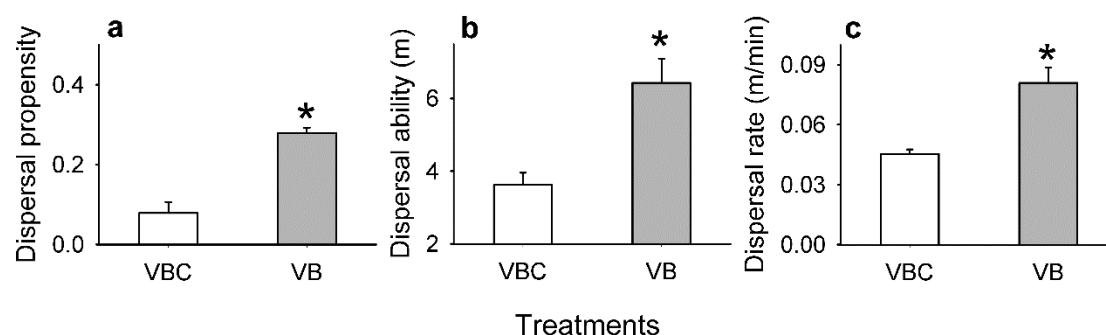 a
*
Dispersal propensity
0.4
0.2
0.0
VBC VB
b
*
Dispersal ability (m)
6
4
2
VBC VB
c
*
Dispersal rate (m/min)
0.09
0.06
0.03
0.00
VBC VB
Treatments